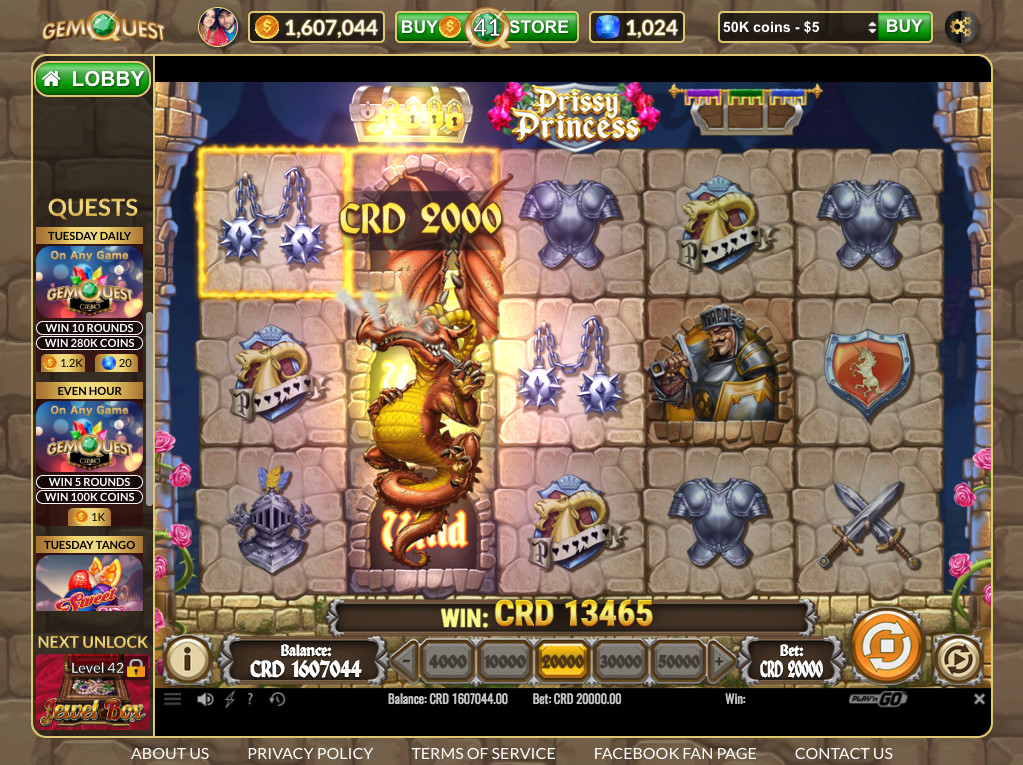 GEMQUEST
1,607,044
BUY
41
STORE
1,024
50K coins - $5
BUY
LOBBY
Prissy
Princess
QUESTS
TUESDAY DAILY
On Any Game
GEMQUEST
CASINO
WIN 10 ROUNDS
WIN 280K COINS
$ 1.2K
20
EVEN HOUR
On Any Game
GEMQUEST
CASINO
WIN 5 ROUNDS
WIN 100K COINS
$ 1K
TUESDAY TANGO
Sweet
NEXT UNLOCK
Level 42
Jewel Box
CRD 2000
Wild
WIN: CRD 13465
i
Balance:
CRD 1607044
-
4000
10000
20000
30000
50000
+
Bet:
CRD 20000
?
Balance: CRD 1607044.00
Bet: CRD 20000.00
Win:
PLAY'n GO
ABOUT US
PRIVACY POLICY
TERMS OF SERVICE
FACEBOOK FAN PAGE
CONTACT US